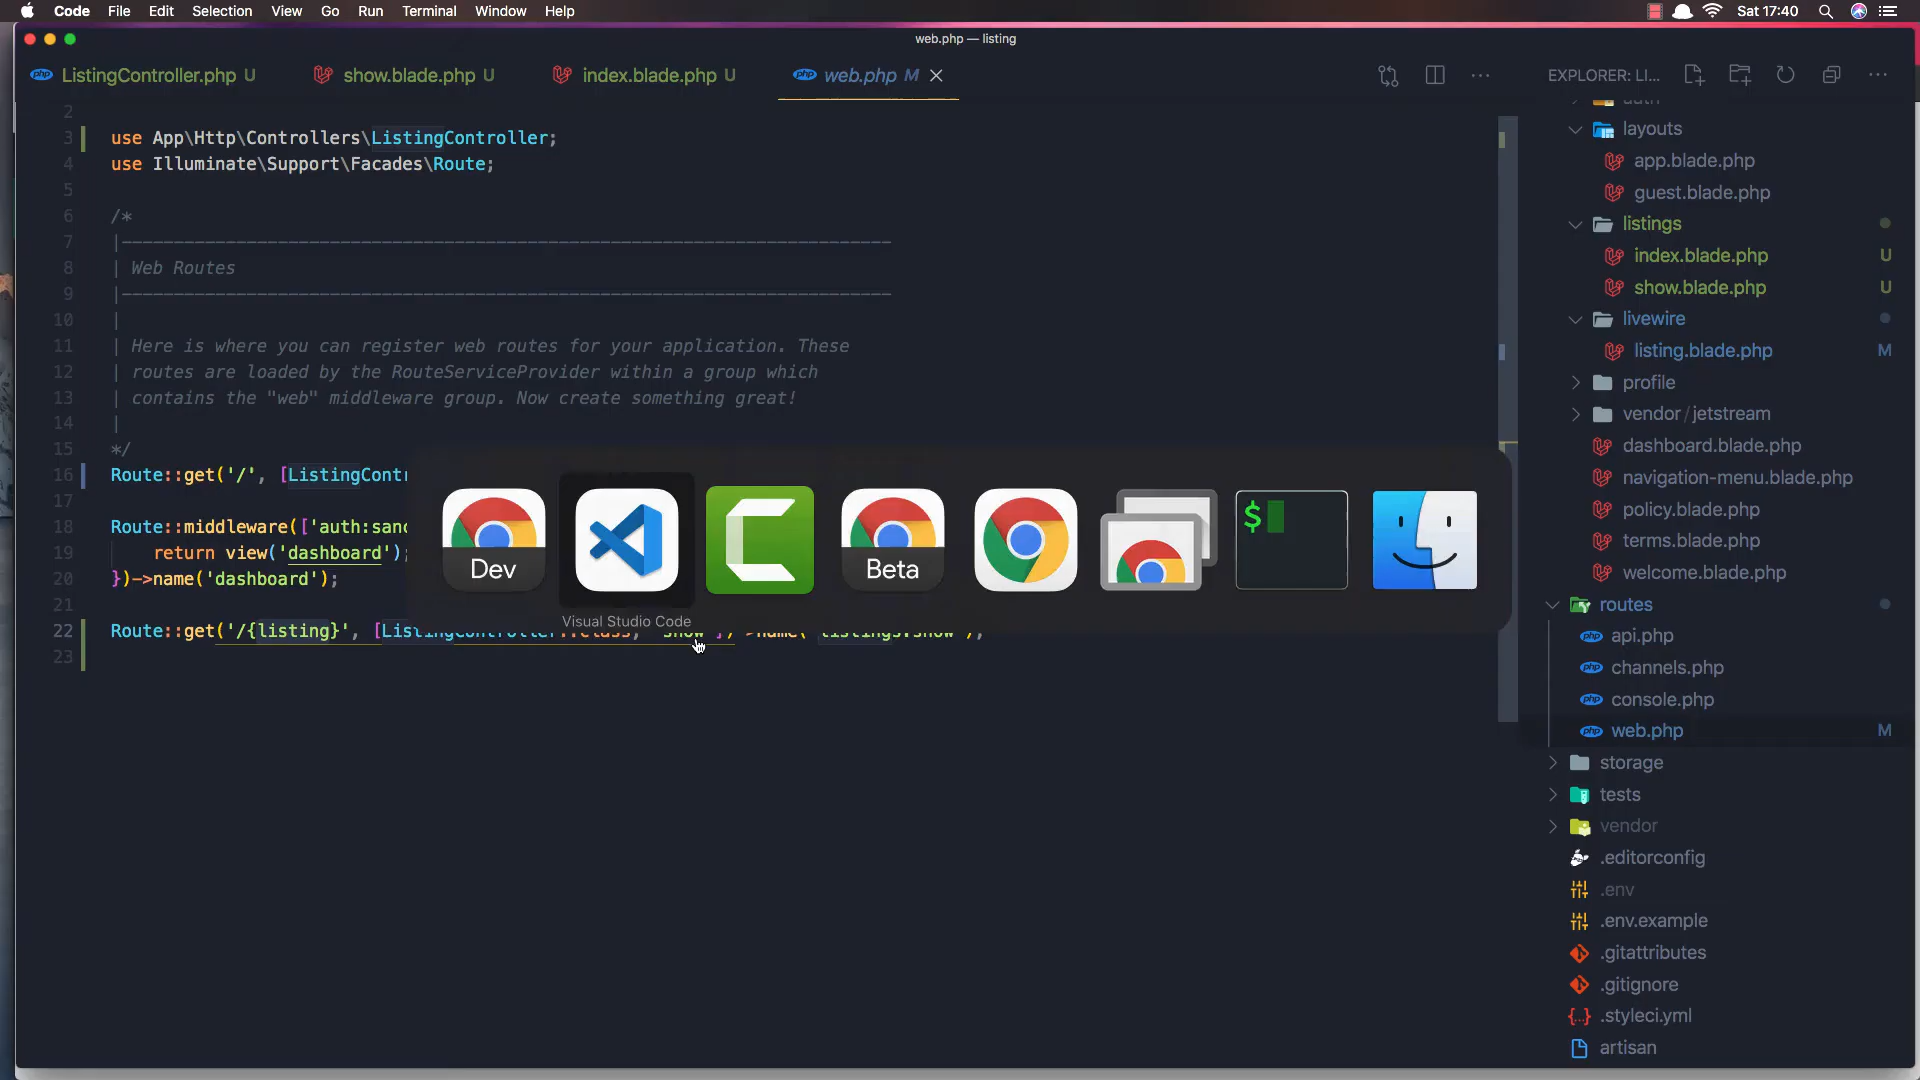 Code File Edit Selection View Go Run Terminal Window Help Sat 17:40
web.php — listing
ListingController.php U show.blade.php U index.blade.php U web.php M EXPLORER: LI...
2
3 use App\Http\Controllers\ListingController;
4 use Illuminate\Support\Facades\Route;
5
6 /*
7 |--------------------------------------------------------------------------
8 | Web Routes
9 |--------------------------------------------------------------------------
10 |
11 | Here is where you can register web routes for your application. These
12 | routes are loaded by the RouteServiceProvider within a group which
13 | contains the "web" middleware group. Now create something great!
14 |
15 */
16 Route::get('/', [ListingContr
17
18 Route::middleware(['auth:sanc
19 return view('dashboard');
20 })->name('dashboard');
21
22 Route::get('/{listing}',
23
Dev
Beta
$
Visual Studio Code
layouts
app.blade.php
guest.blade.php
listings
index.blade.php U
show.blade.php U
livewire
listing.blade.php M
profile
vendor / jetstream
dashboard.blade.php
navigation-menu.blade.php
policy.blade.php
terms.blade.php
welcome.blade.php
routes
api.php
channels.php
console.php
web.php M
storage
tests
vendor
.editorconfig
.env
.env.example
.gitattributes
.gitignore
.styleci.yml
artisan